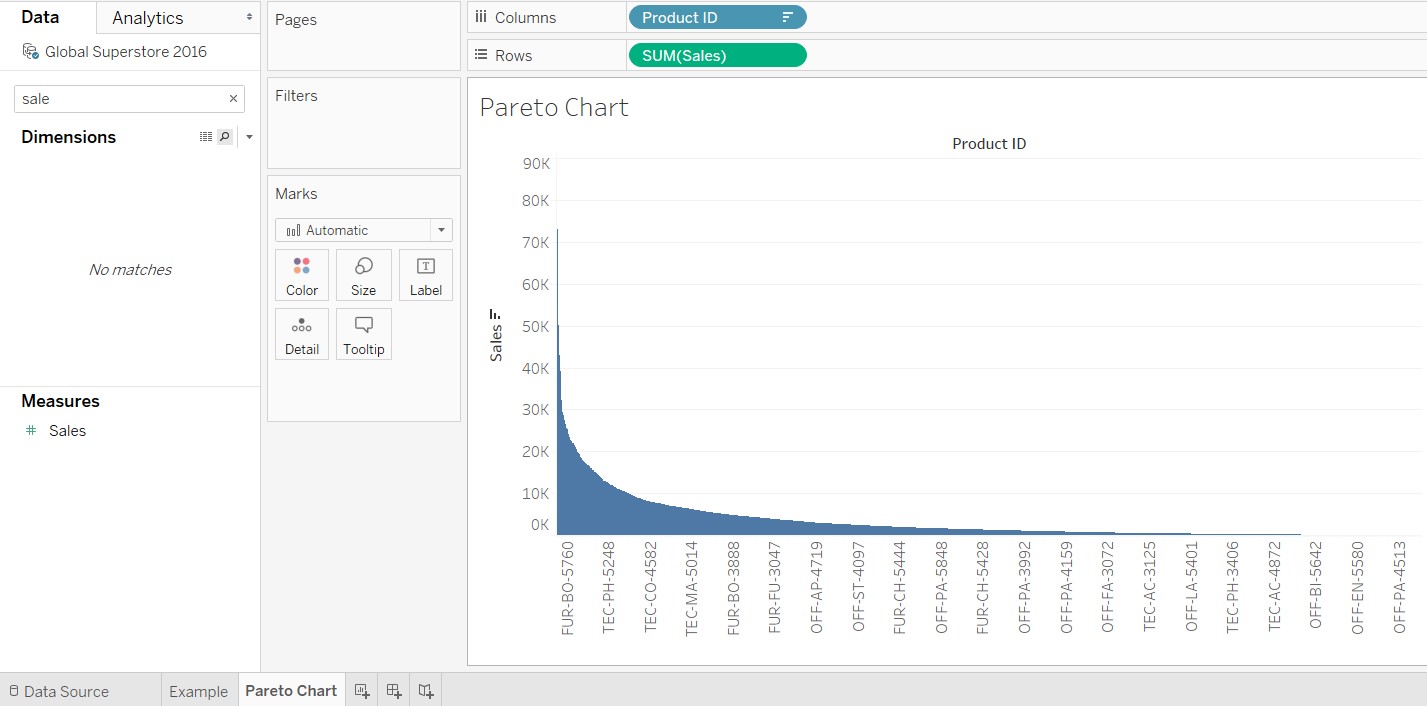 Data
Analytics
Global Superstore 2016
sale
Dimensions
No matches
Measures
Sales
Pages
Filters
Marks
Automatic
Color
Size
Label
Detail
Tooltip
Columns
Product ID
Rows
SUM(Sales)
Pareto Chart
Product ID
Sales
90K
80K
70K
60K
50K
40K
30K
20K
10K
0K
FUR-BO-5760
TEC-PH-5248
TEC-CO-4582
TEC-MA-5014
FUR-BO-3888
FUR-FU-3047
OFF-AP-4719
OFF-ST-4097
FUR-CH-5444
OFF-PA-5848
FUR-CH-5428
OFF-PA-3992
OFF-PA-4159
OFF-FA-3072
TEC-AC-3125
OFF-LA-5401
TEC-PH-3406
TEC-AC-4872
OFF-BI-5642
OFF-EN-5580
OFF-PA-4513
Data Source
Example
Pareto Chart